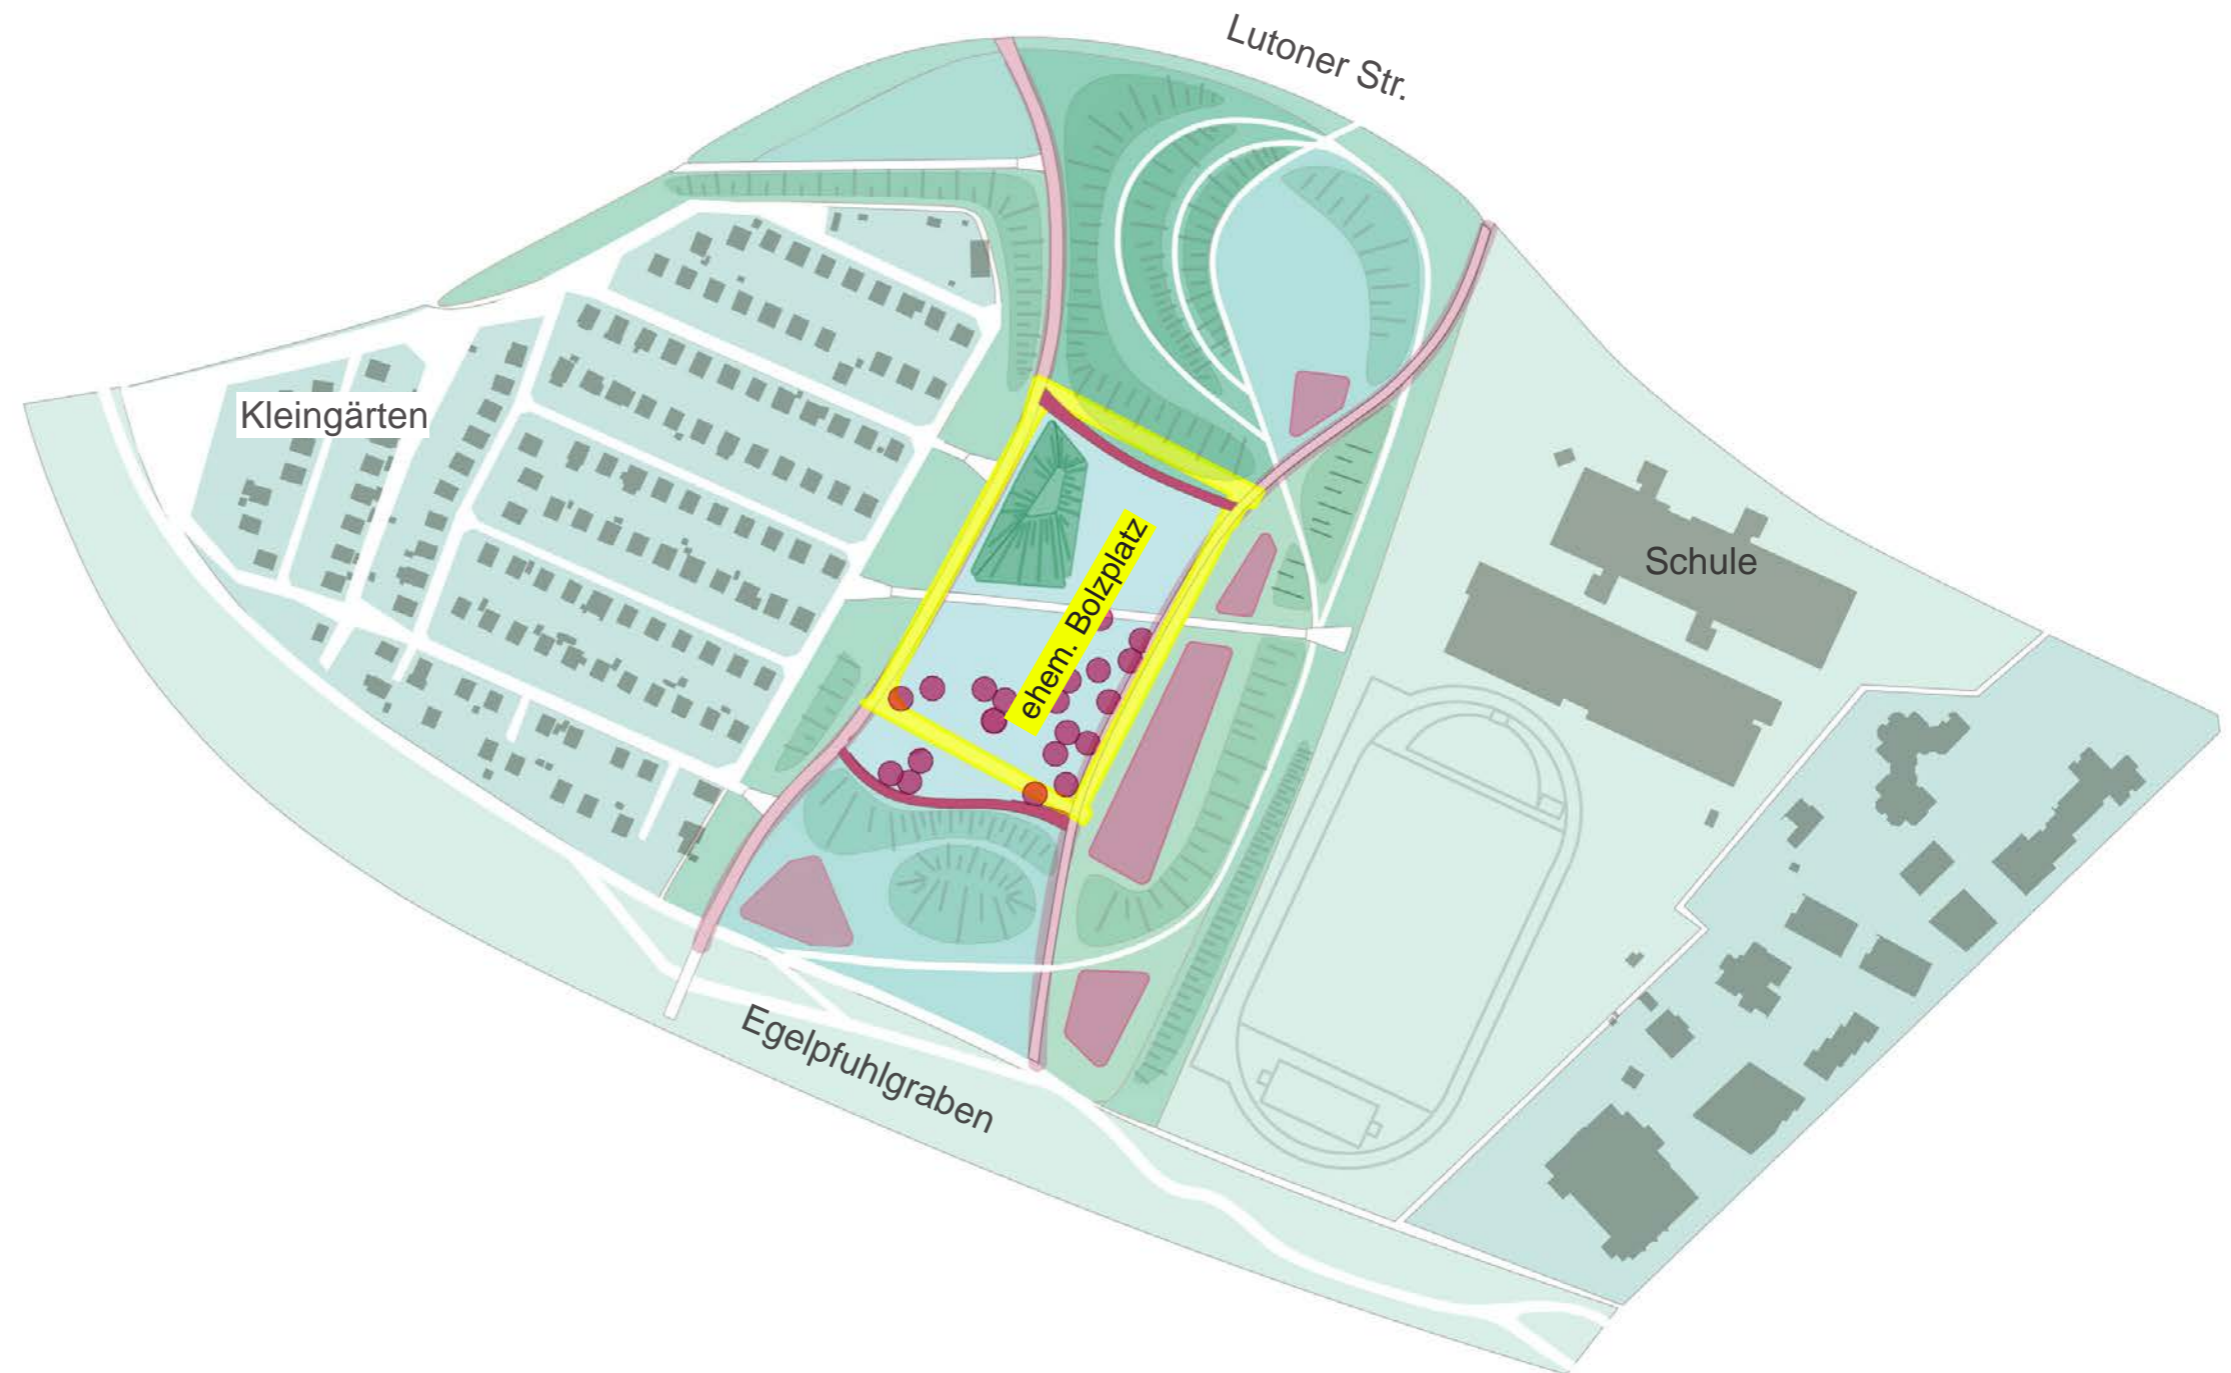 Lutoner Str.
Kleingärten
Schule
ehem. Bolzplatz
Egelpfuhlgraben